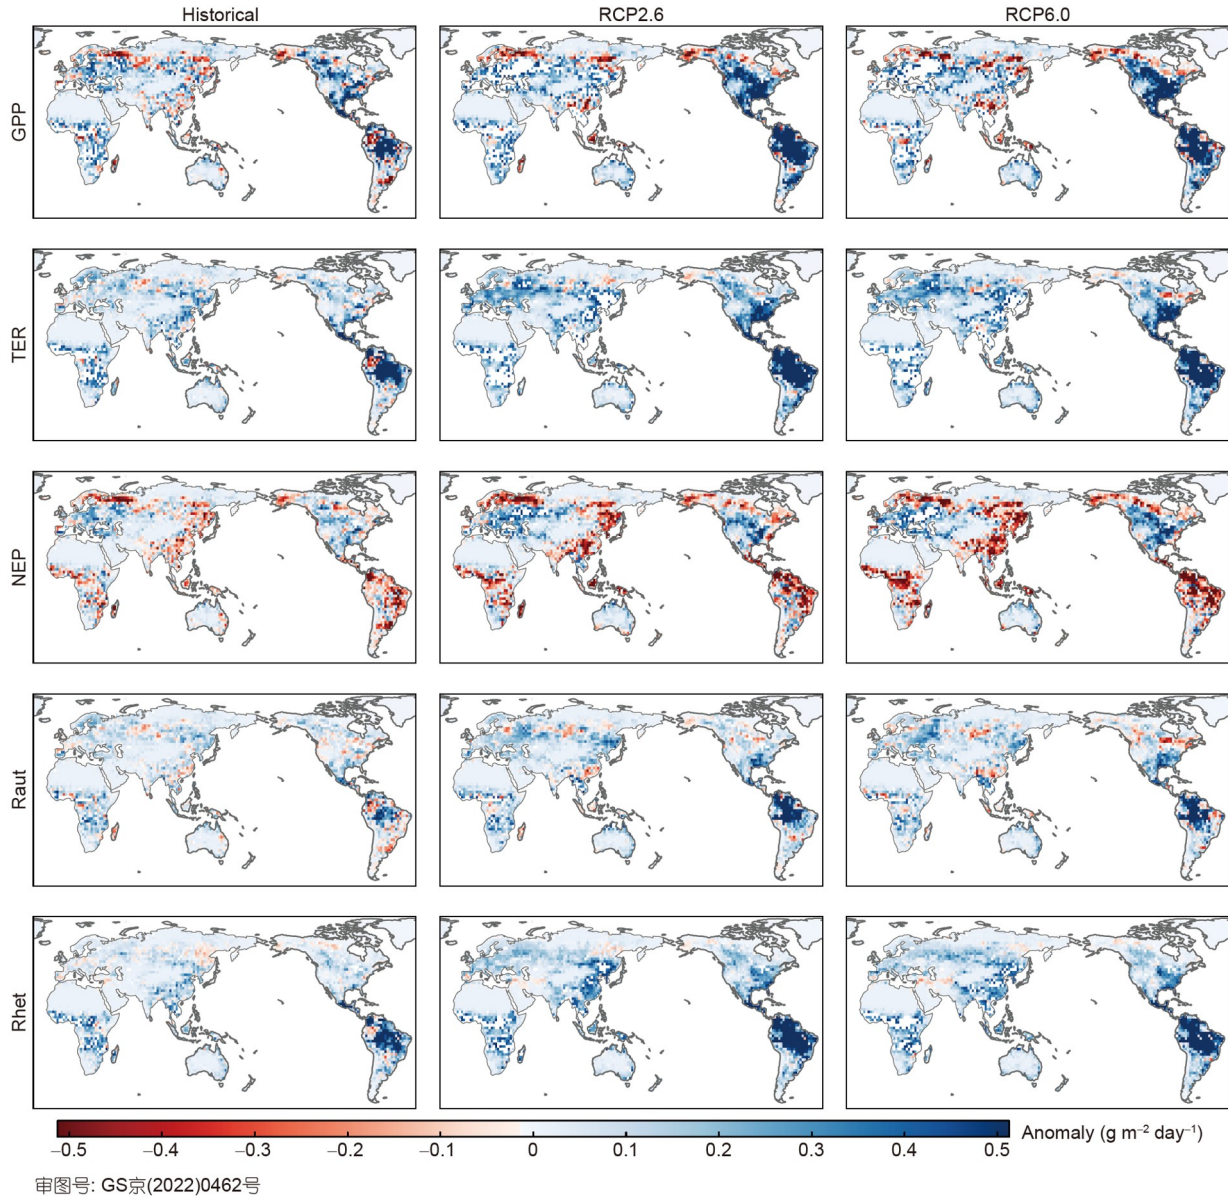 Historical RCP2.6 RCP6.0
GPP
TER
NEP
Raut
Rhet
−0.5 −0.4 −0.3 −0.2 −0.1 0 0.1 0.2 0.3 0.4 0.5 Anomaly (g m⁻² day⁻¹)
审图号: GS京(2022)0462号